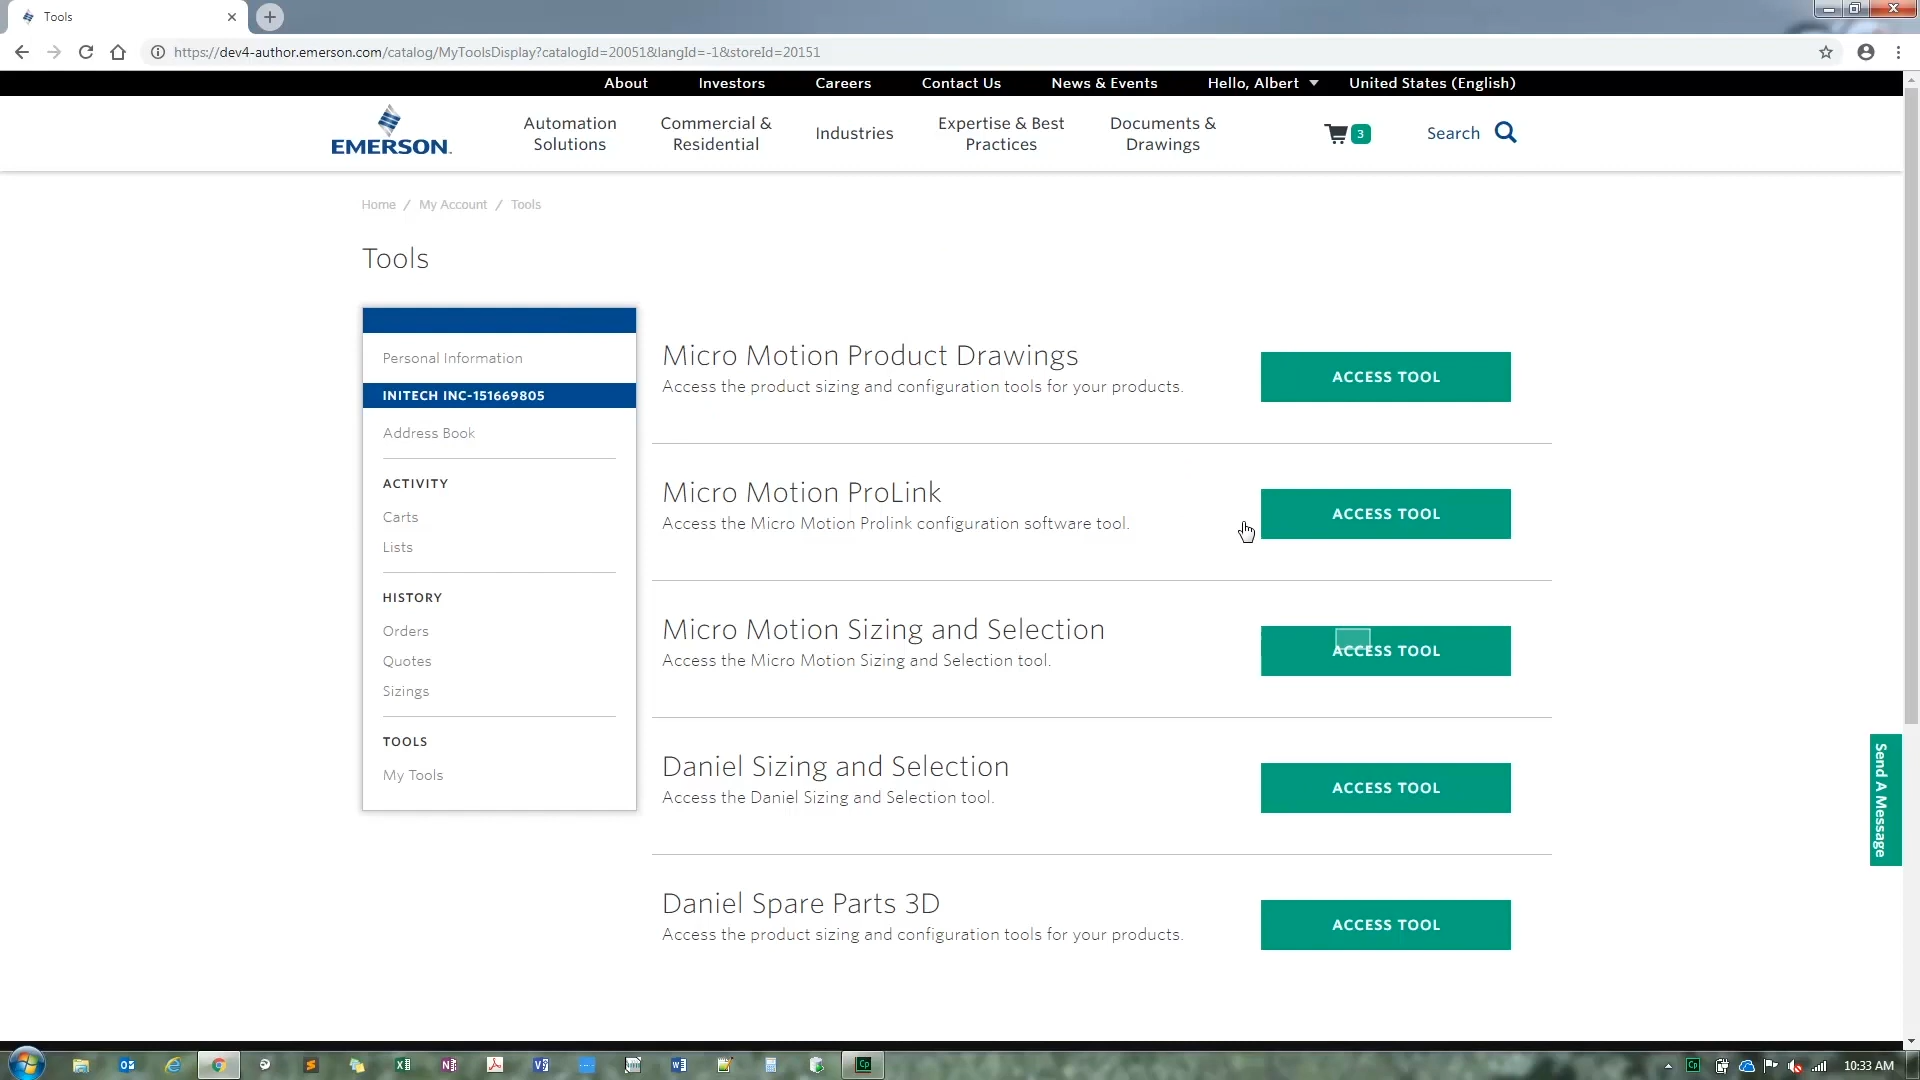 Tools
https://dev4-author.emerson.com/catalog/MyToolsDisplay?catalogId=20051&langId=-1&storeId=20151
About Investors Careers Contact Us News & Events Hello, Albert United States (English)
EMERSON
Automation Solutions
Commercial & Residential
Industries
Expertise & Best Practices
Documents & Drawings
3
Search
Home / My Account / Tools
Tools
Personal Information
INITECH INC-151669805
Address Book
ACTIVITY
Carts
Lists
HISTORY
Orders
Quotes
Sizings
TOOLS
My Tools
Micro Motion Product Drawings
Access the product sizing and configuration tools for your products.
ACCESS TOOL
Micro Motion ProLink
Access the Micro Motion Prolink configuration software tool.
ACCESS TOOL
Micro Motion Sizing and Selection
Access the Micro Motion Sizing and Selection tool.
ACCESS TOOL
Daniel Sizing and Selection
Access the Daniel Sizing and Selection tool.
ACCESS TOOL
Daniel Spare Parts 3D
Access the product sizing and configuration tools for your products.
ACCESS TOOL
Send A Message
10:33 AM